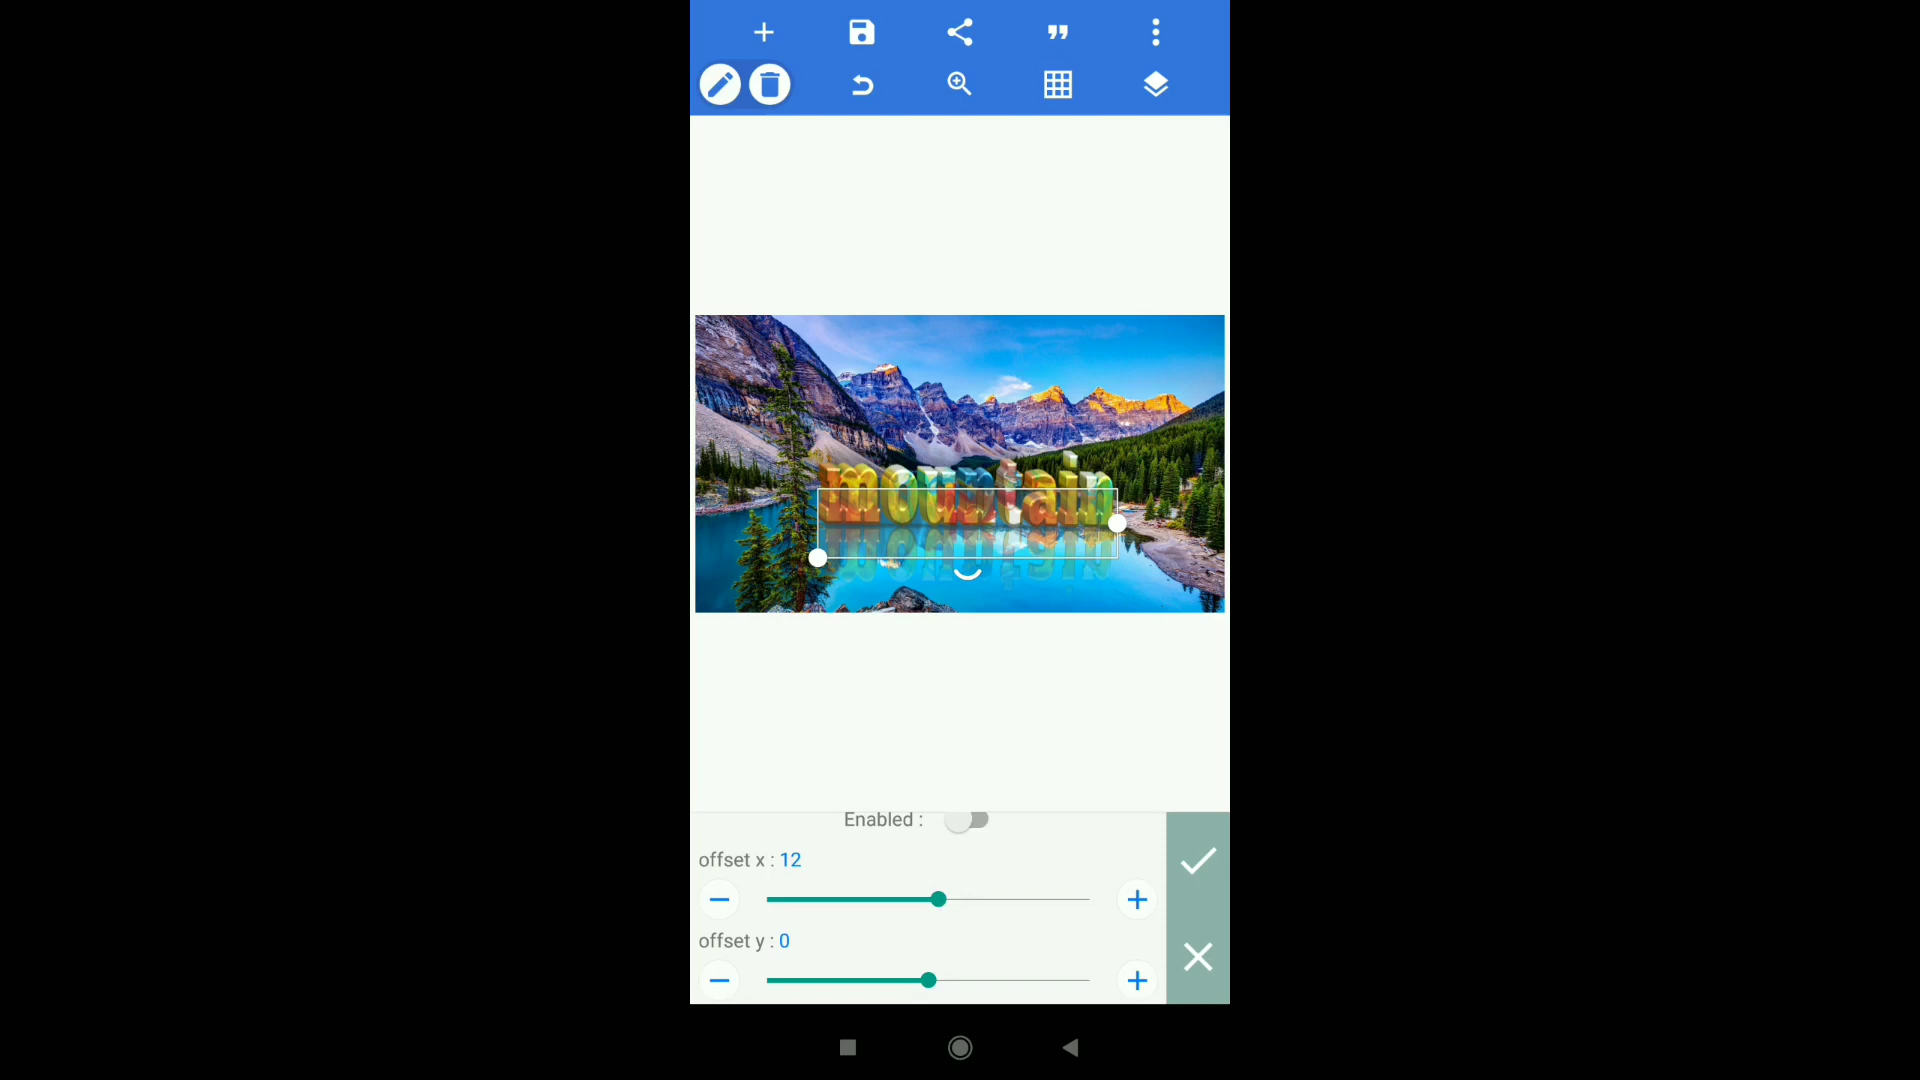 mountain
Enabled :
offset x : 12
offset y : 0